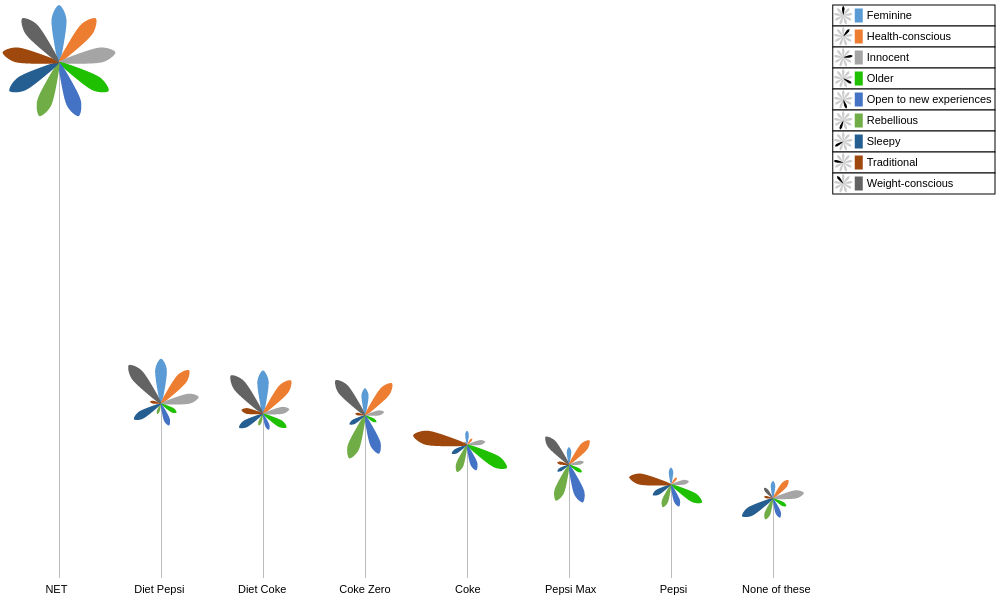 Feminine
Health-conscious
Innocent
Older
Open to new experiences
Rebellious
Sleepy
Traditional
Weight-conscious
NET Diet Pepsi Diet Coke Coke Zero Coke Pepsi Max Pepsi None of these